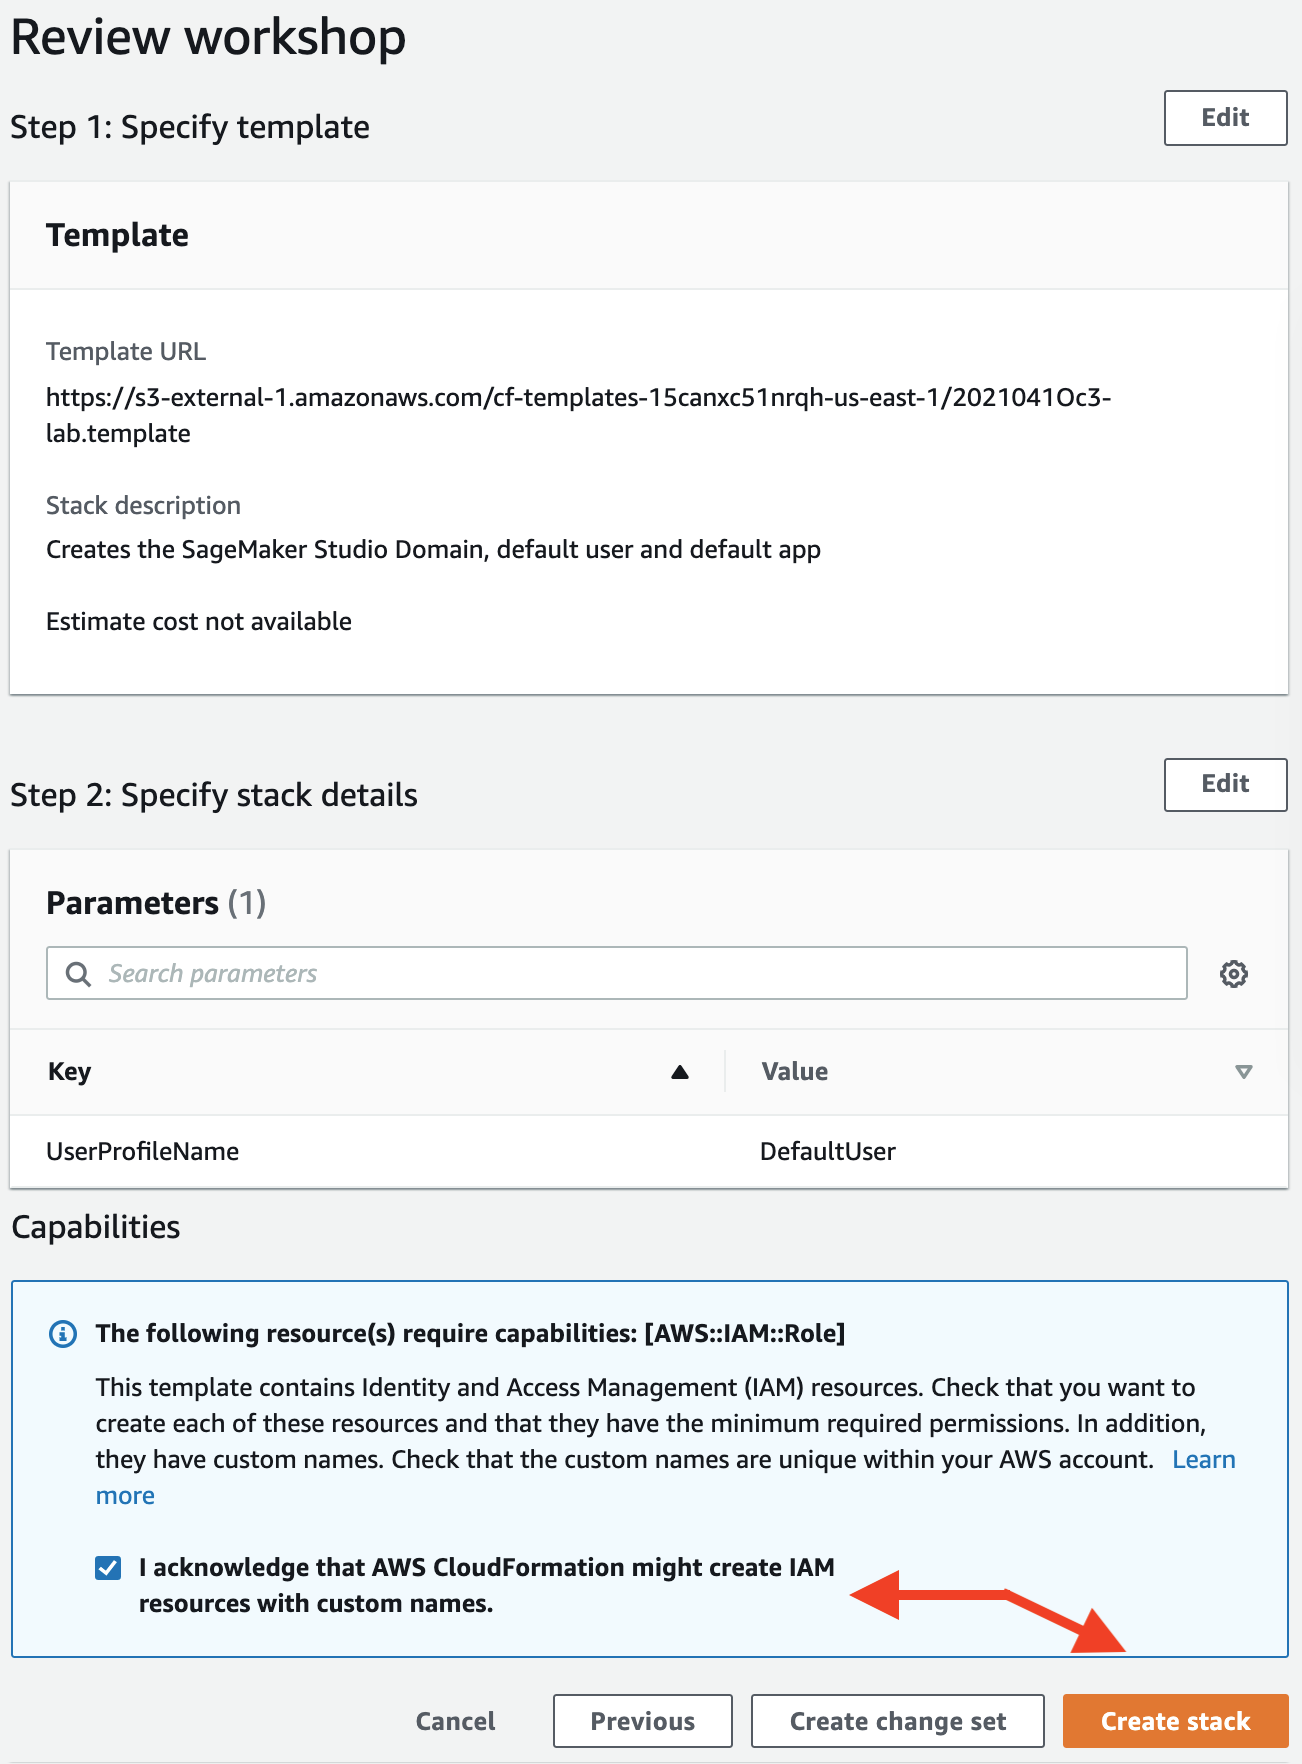 Review workshop
Step 1: Specify template
Edit
Template
Template URL
https://s3-external-1.amazonaws.com/cf-templates-15canxc51nrqh-us-east-1/2021041Oc3-
lab.template
Stack description
Creates the SageMaker Studio Domain, default user and default app
Estimate cost not available
Step 2: Specify stack details
Edit
Parameters (1)
Search parameters
Key
Value
UserProfileName
DefaultUser
Capabilities
The following resource(s) require capabilities: [AWS::IAM::Role]
This template contains Identity and Access Management (IAM) resources. Check that you want to
create each of these resources and that they have the minimum required permissions. In addition,
they have custom names. Check that the custom names are unique within your AWS account. Learn
more
I acknowledge that AWS CloudFormation might create IAM
resources with custom names.
Cancel
Previous
Create change set
Create stack